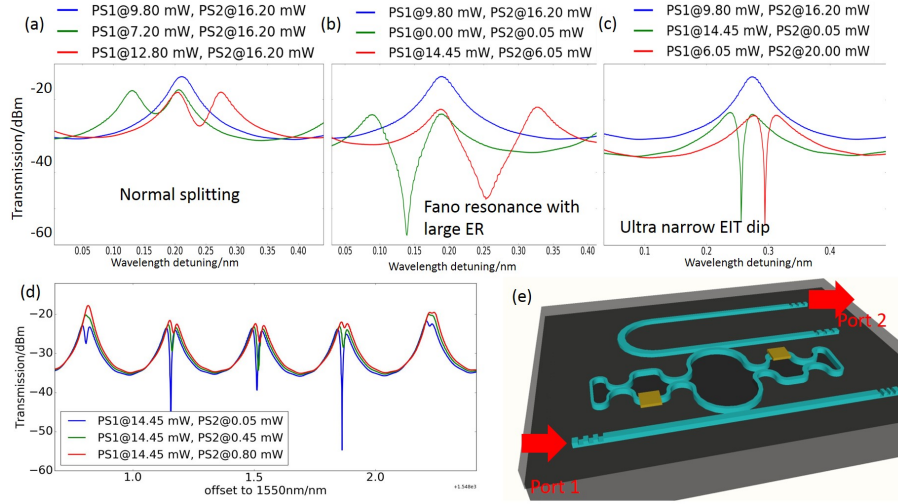 (a)
PS1@9.80 mW, PS2@16.20 mW
PS1@7.20 mW, PS2@16.20 mW
PS1@12.80 mW, PS2@16.20 mW
Transmission/dBm
-20
-40
-60
Normal splitting
0.05 0.10 0.15 0.20 0.25 0.30 0.35 0.40
Wavelength detuning/nm
(b)
PS1@9.80 mW, PS2@16.20 mW
PS1@0.00 mW, PS2@0.05 mW
PS1@14.45 mW, PS2@6.05 mW
Fano resonance with
large ER
0.05 0.10 0.15 0.20 0.25 0.30 0.35 0.40
Wavelength detuning/nm
(c)
PS1@9.80 mW, PS2@16.20 mW
PS1@14.45 mW, PS2@0.05 mW
PS1@6.05 mW, PS2@20.00 mW
Ultra narrow EIT dip
0.1 0.2 0.3 0.4
Wavelength detuning/nm
(d)
Transmission/dBm
−20
−30
−40
−50
−60
PS1@14.45 mW, PS2@0.05 mW
PS1@14.45 mW, PS2@0.45 mW
PS1@14.45 mW, PS2@0.80 mW
1.0 1.5 2.0
offset to 1550nm/nm
(e)
Port 2
Port 1